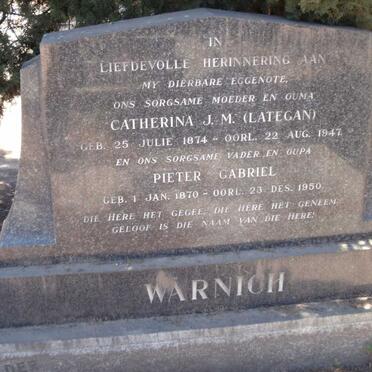 IN
LIEFDEVOLLE HERINNERING AAN
MY DIERBARE EGGENOTE,
ONS SORGSAME MOEDER EN OUMA
CATHERINA J. M. (LATEGAN)
GEB. 25 JULIE 1874 - OORL. 22 AUG. 1947
EN ONS SORGSAME VADER EN OUPA
PIETER GABRIEL
GEB. 1 JAN. 1870 - OORL. 23 DES. 1950.
DIE HERE HET GEGEE, DIE HERE HET GENEEM,
GELOOF IS DIE NAAM VAN DIE HERE!
WARNICH